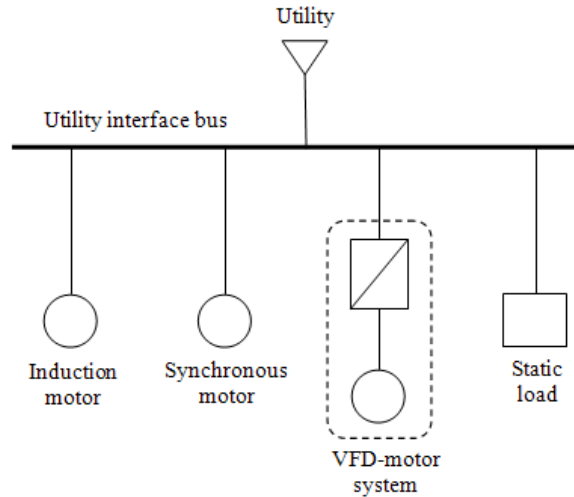 Utility
Utility interface bus
Induction
motor
Synchronous
motor
VFD-motor
system
Static
load